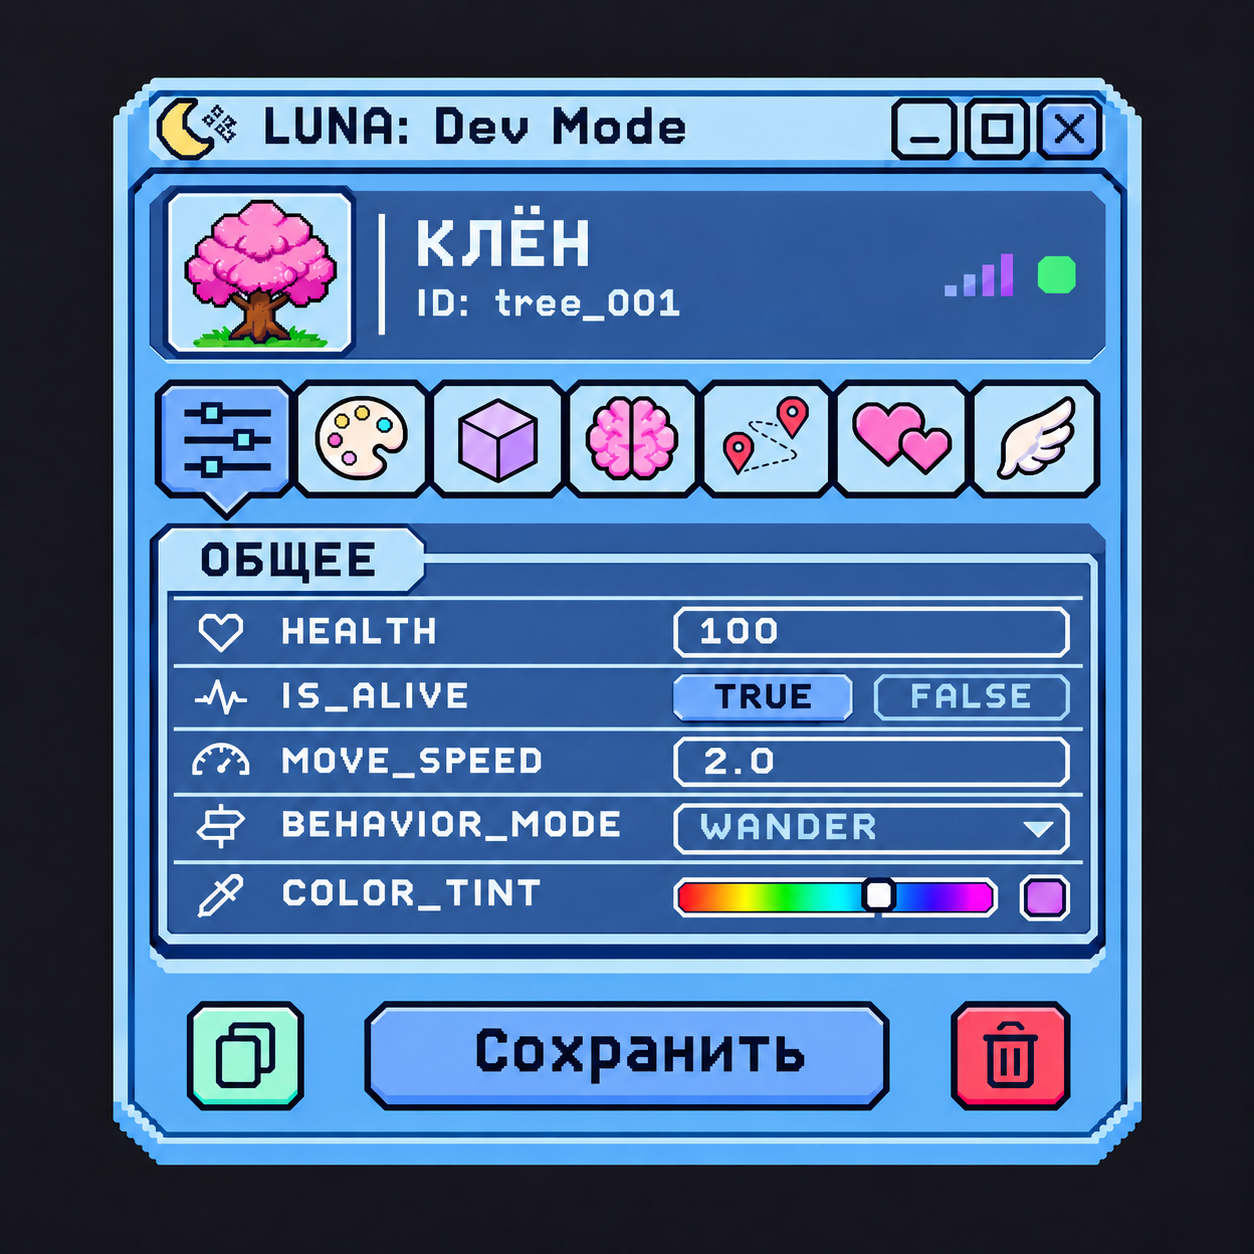 LUNA: Dev Mode
КЛЁН
ID: tree_001
ОБЩЕЕ
HEALTH 100
IS_ALIVE TRUE FALSE
MOVE_SPEED 2.0
BEHAVIOR_MODE WANDER
COLOR_TINT
Сохранить